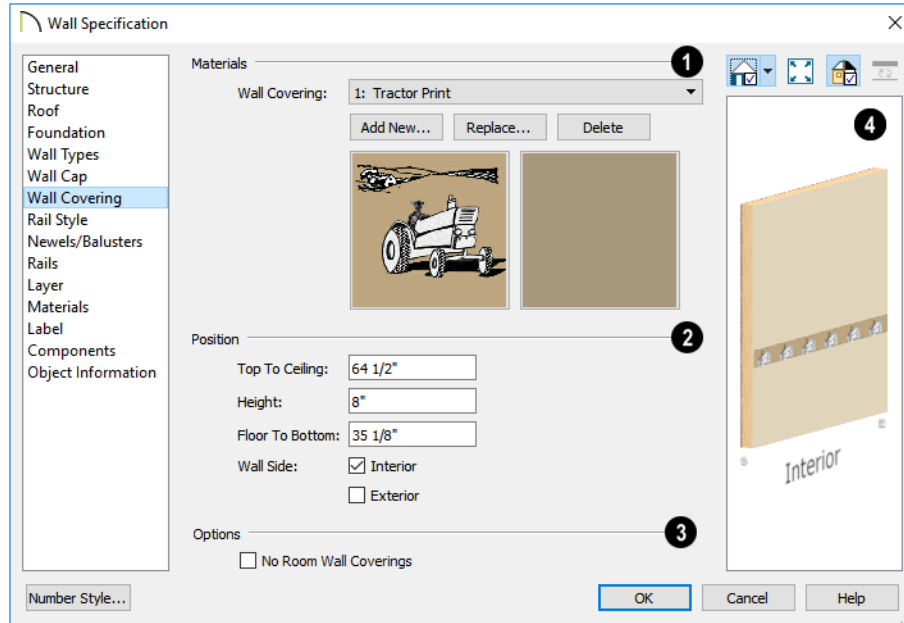 Wall Specification
General
Structure
Roof
Foundation
Wall Types
Wall Cap
Wall Covering
Rail Style
Newels/Balusters
Rails
Layer
Materials
Label
Components
Object Information
Number Style...
Materials
1
Wall Covering: 1: Tractor Print
Add New... Replace... Delete
Position
2
Top To Ceiling: 64 1/2"
Height: 8"
Floor To Bottom: 35 1/8"
Wall Side: Interior
Exterior
Options
3
No Room Wall Coverings
4
Interior
OK Cancel Help